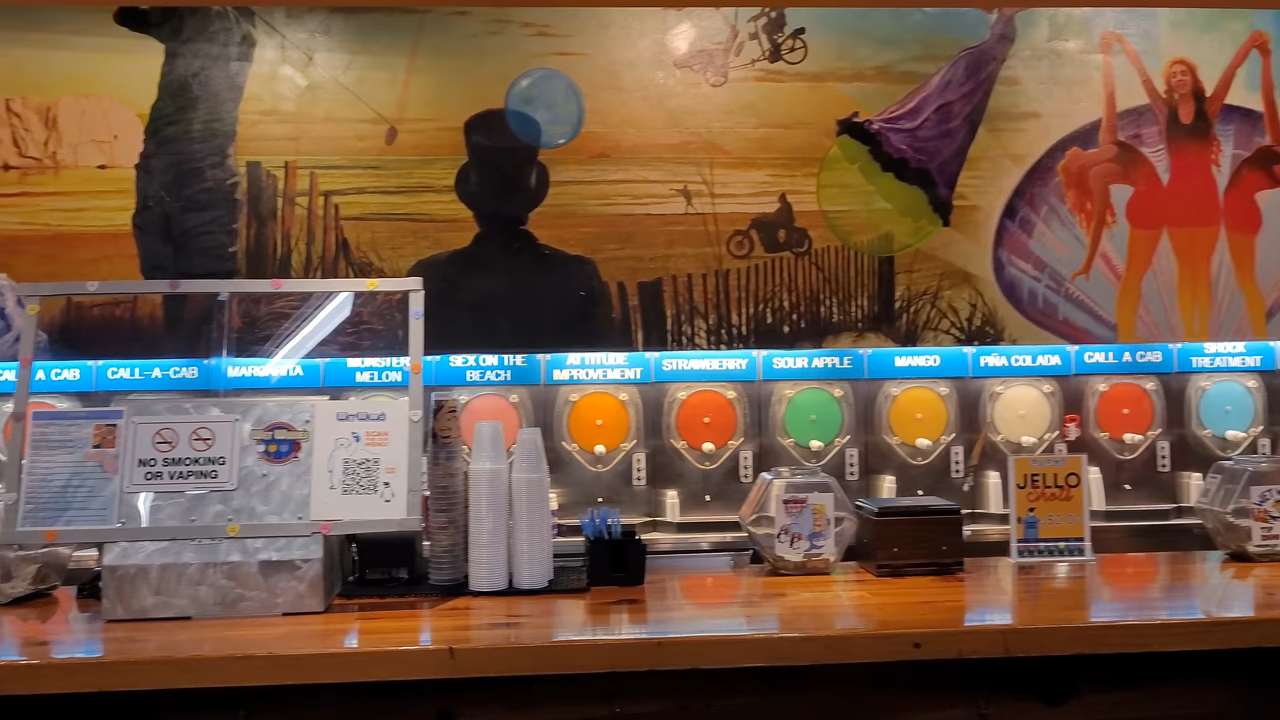 CALL A CAB
CALL-A-CAB
MARGARITA
MONSTER
MELON
SEX ON THE
BEACH
ATTITUDE
IMPROVEMENT
STRAWBERRY
SOUR APPLE
MANGO
PIÑA COLADA
CALL A CAB
SHOCK
TREATMENT
NO SMOKING
OR VAPING
SCAN
JELLO
Shots